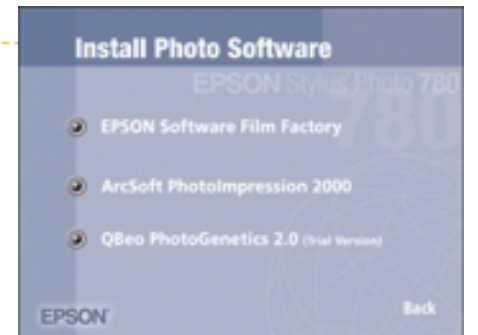 Install Photo Software
EPSON Stylus Photo 780
780
EPSON Software Film Factory
ArcSoft PhotoImpression 2000
QBeo PhotoGenetics 2.0 (Trial Version)
EPSON
Back